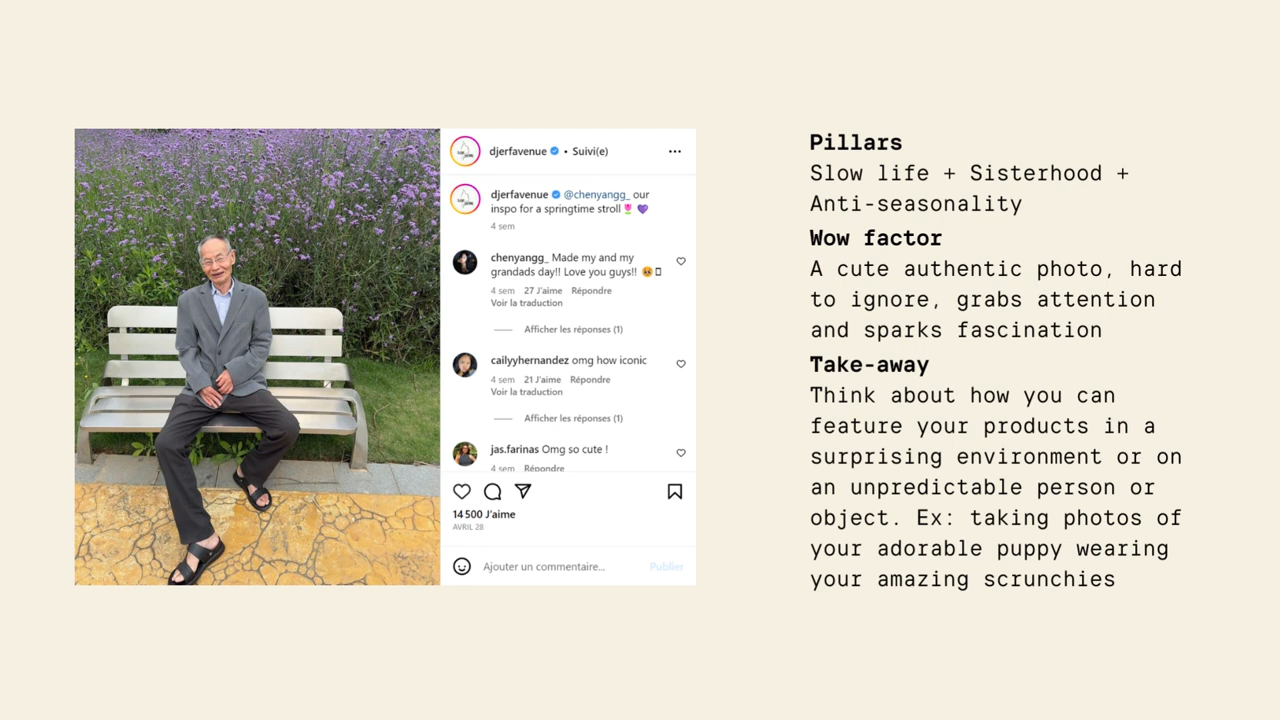 djerfavenue • Suivi(e)
djerfavenue @chenyangg_ our
inspo for a springtime stroll🌷 💜
4 sem
chenyangg_ Made my and my
grandads day!! Love you guys!! 🥹▯
4 sem 27 J'aime Répondre
Voir la traduction
Afficher les réponses (1)
cailyyhernandez omg how iconic
4 sem 21 J'aime Répondre
Voir la traduction
Afficher les réponses (1)
jas.farinas Omg so cute !
4 sem Répondre
14 500 J'aime
AVRIL 28
Ajouter un commentaire... Publier
Pillars
Slow life + Sisterhood +
Anti-seasonality
Wow factor
A cute authentic photo, hard
to ignore, grabs attention
and sparks fascination
Take-away
Think about how you can
feature your products in a
surprising environment or on
an unpredictable person or
object. Ex: taking photos of
your adorable puppy wearing
your amazing scrunchies